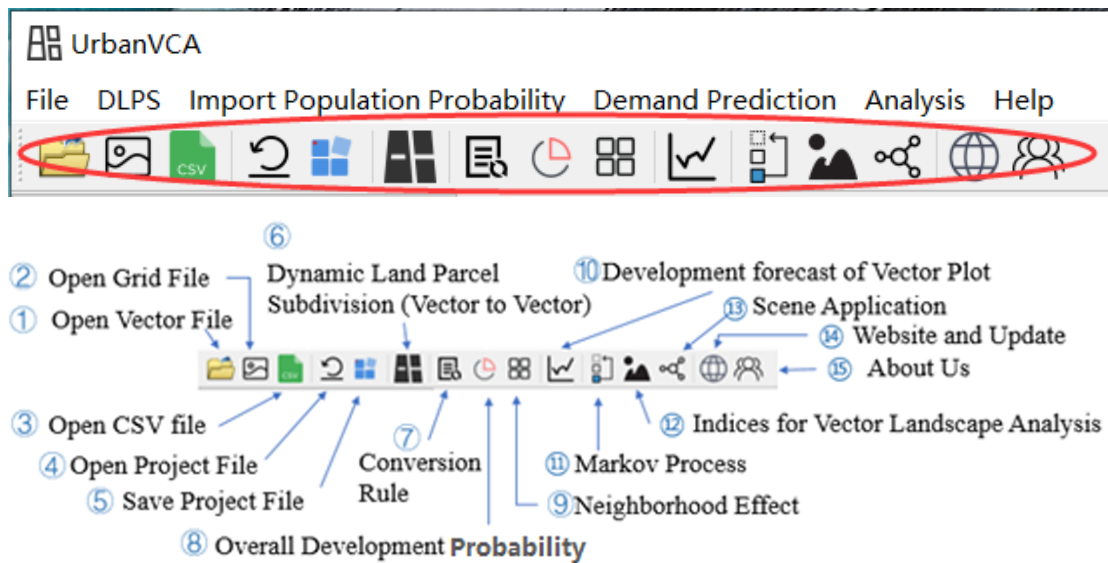 UrbanVCA
File DLPS Import Population Probability Demand Prediction Analysis Help
CSV
⑥
② Open Grid File
Dynamic Land Parcel
Subdivision (Vector to Vector)
⑩Development forecast of Vector Plot
① Open Vector File
⑬ Scene Application
⑭ Website and Update
⑮ About Us
CSV
③ Open CSV file
④ Open Project File
⑤ Save Project File
⑦
Conversion
Rule
⑫ Indices for Vector Landscape Analysis
⑪ Markov Process
⑨Neighborhood Effect
⑧ Overall Development Probability